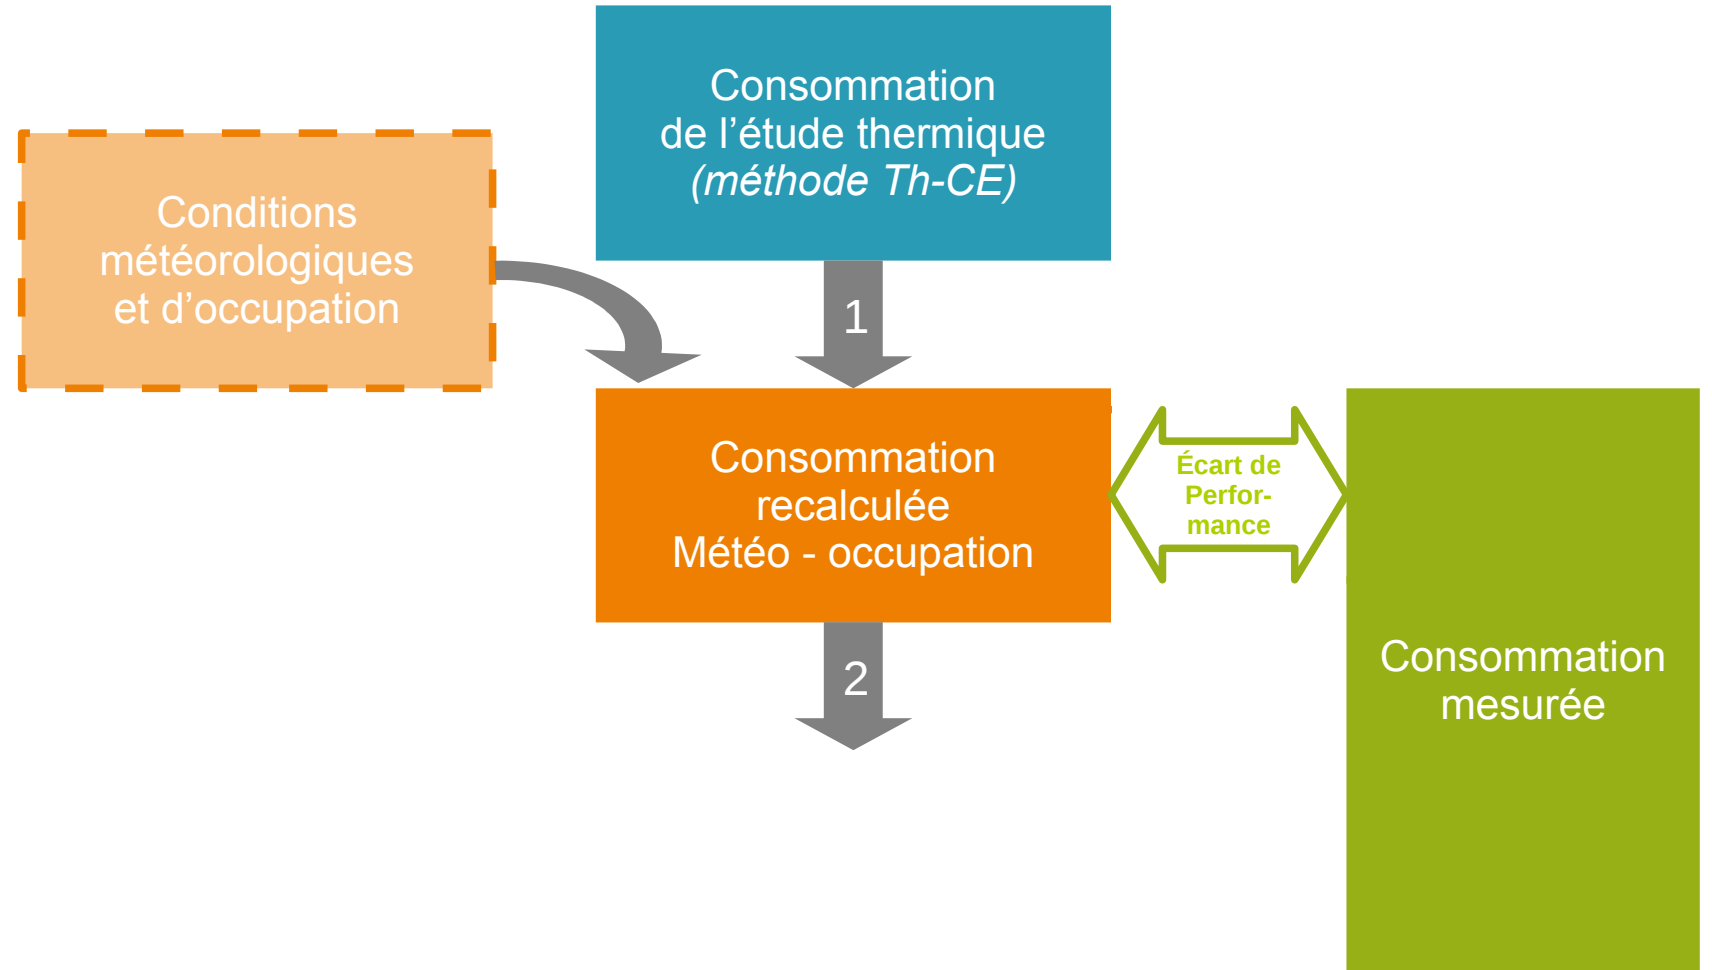 Consommation
de l’étude thermique
(méthode Th-CE)
Conditions
météorologiques
et d’occupation
1
Consommation
recalculée
Météo - occupation
Écart de
Perfor-
mance
2
Consommation
mesurée